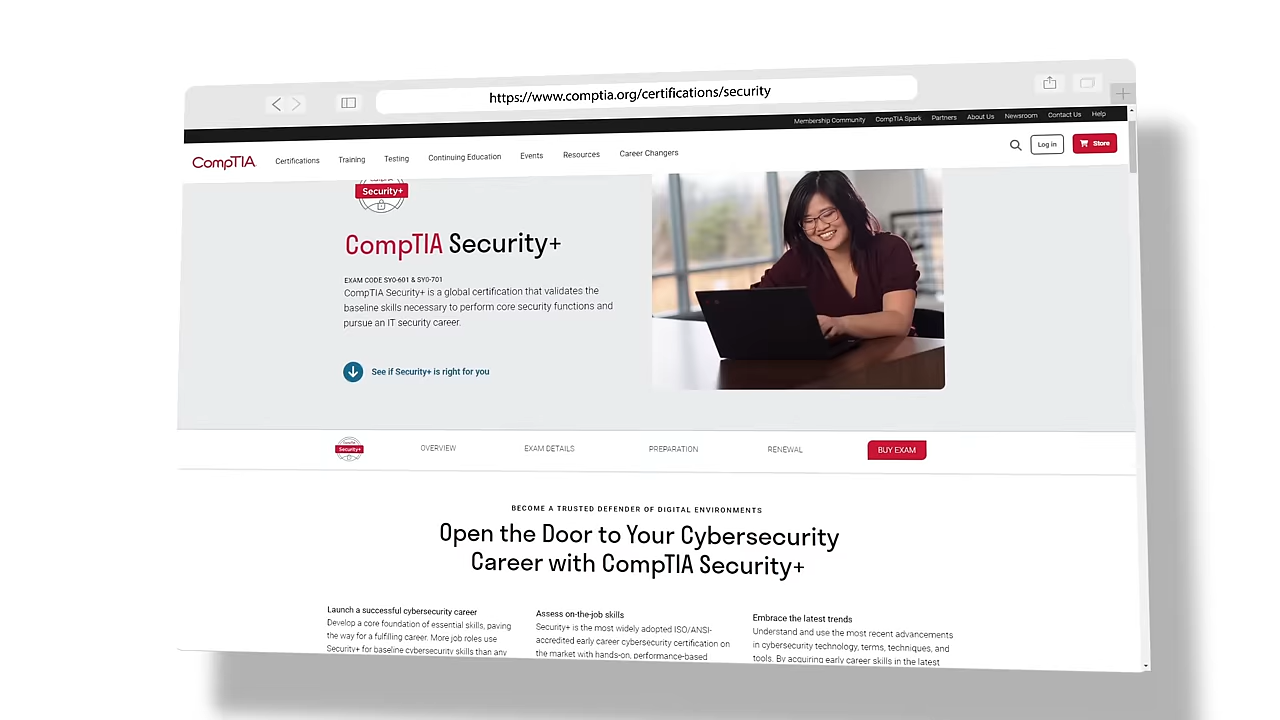 https://www.comptia.org/certifications/security
Membership Community CompTIA Spark Partners About Us Newsroom Contact Us Help
CompTIA Certifications Training Testing Continuing Education Events Resources Career Changers Log in Store
Security+
CompTIA Security+
EXAM CODE SY0-601 & SY0-701
CompTIA Security+ is a global certification that validates the
baseline skills necessary to perform core security functions and
pursue an IT security career.
See if Security+ is right for you
Security+ OVERVIEW EXAM DETAILS PREPARATION RENEWAL BUY EXAM
BECOME A TRUSTED DEFENDER OF DIGITAL ENVIRONMENTS
Open the Door to Your Cybersecurity
Career with CompTIA Security+
Launch a successful cybersecurity career
Develop a core foundation of essential skills, paving
the way for a fulfilling career. More job roles use
Security+ for baseline cybersecurity skills than any
Assess on-the-job skills
Security+ is the most widely adopted ISO/ANSI-
accredited early career cybersecurity certification on
the market with hands-on, performance-based
Embrace the latest trends
Understand and use the most recent advancements
in cybersecurity technology, terms, techniques, and
tools. By acquiring early career skills in the latest